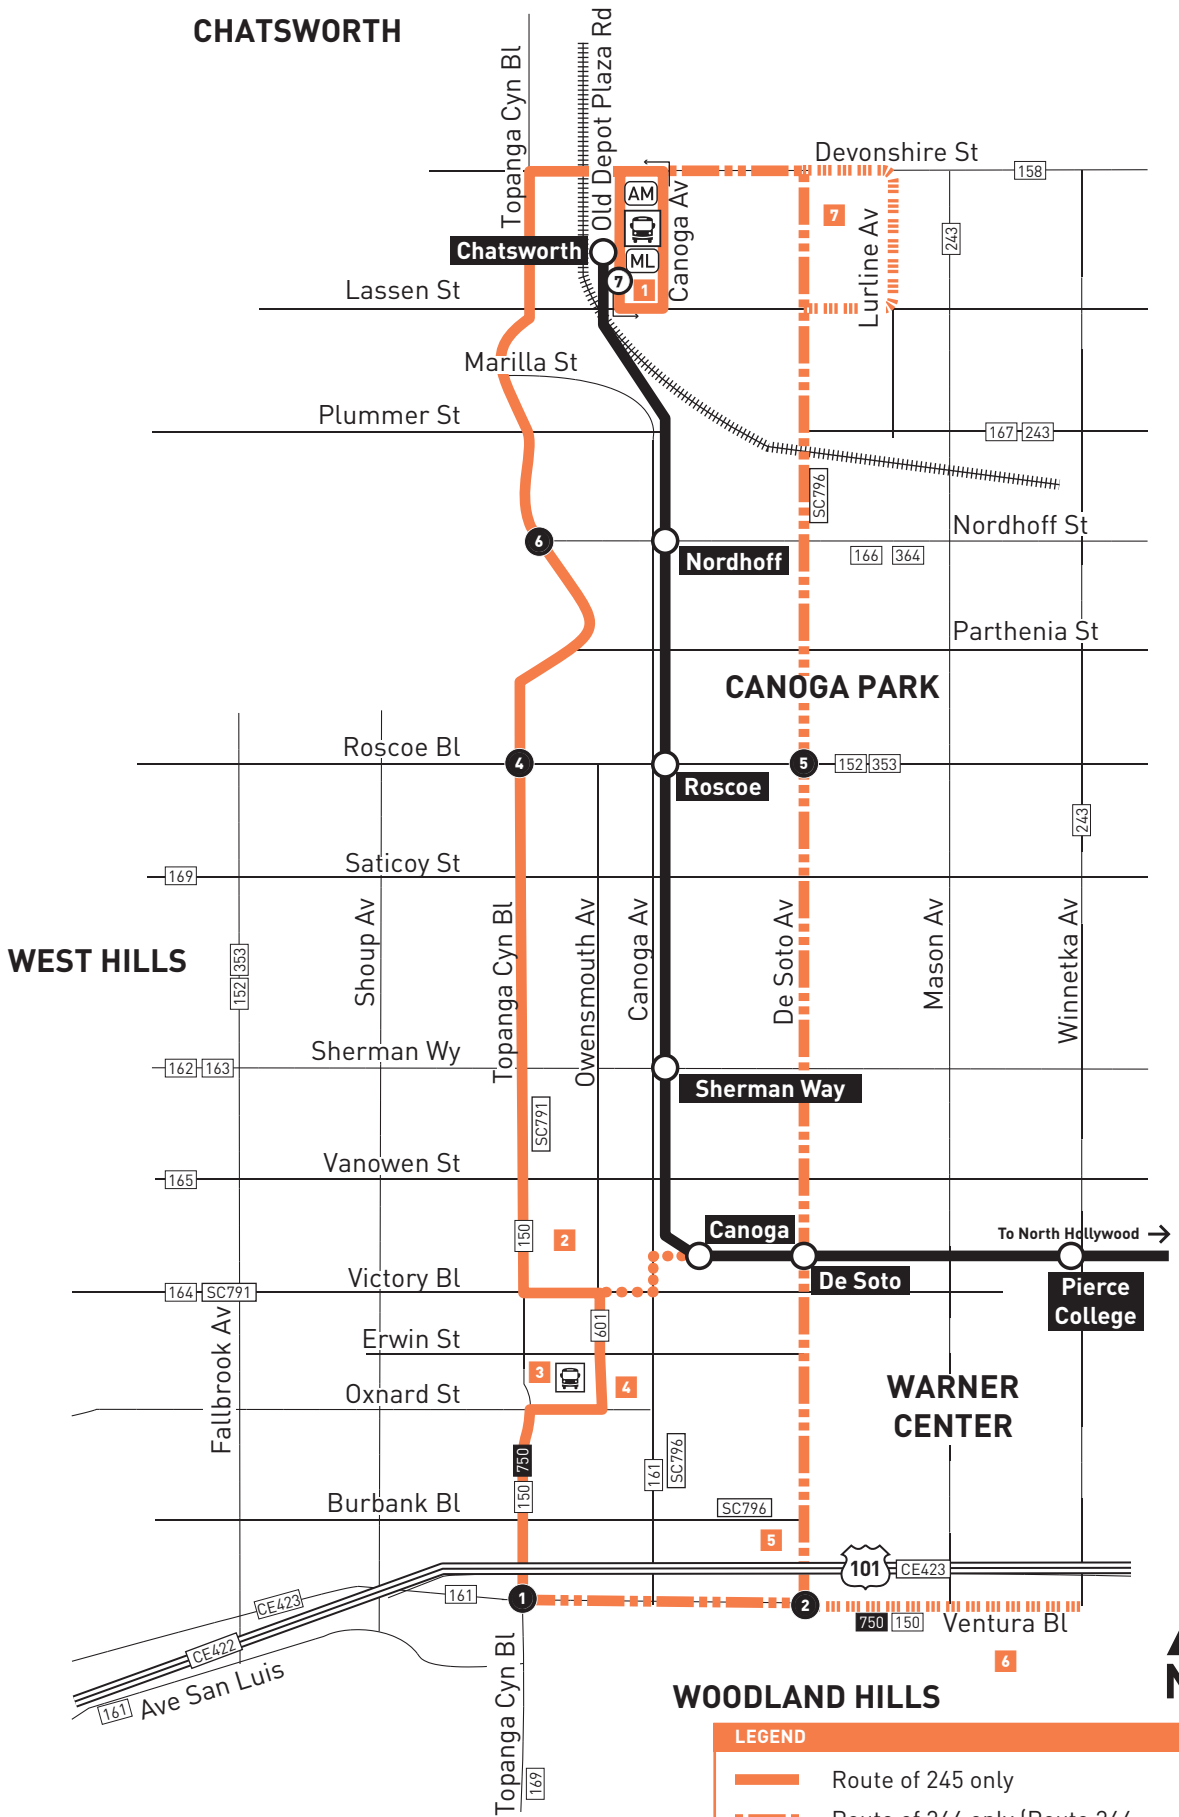 CHATSWORTH
Topanga Cyn Bl
Old Depot Plaza Rd
Devonshire St
158
AM
Canoga Av
7
Lurline Av
243
Chatsworth
ML
7
1
Lassen St
Marilla St
Plummer St
167 243
SC796
Nordhoff St
6
Nordhoff
166 364
Parthenia St
CANOGA PARK
Roscoe Bl
4
5
152 353
Roscoe
243
Saticoy St
169
Shoup Av
Topanga Cyn Bl
Owensmouth Av
Canoga Av
De Soto Av
Mason Av
Winnetka Av
WEST HILLS
152 353
Sherman Wy
162 163
Sherman Way
SC791
Vanowen St
165
150
2
Canoga
To North Hollywood →
Victory Bl
De Soto
Pierce
College
164 SC791
Fallbrook Av
601
Erwin St
3
4
Oxnard St
WARNER
CENTER
750
161
SC796
150
Burbank Bl
SC796
5
101
CE423
CE423
161
1
2
750 150
Ventura Bl
CE422
161
Ave San Luis
6
Topanga Cyn Bl
WOODLAND HILLS
169
LEGEND
Route of 245 only